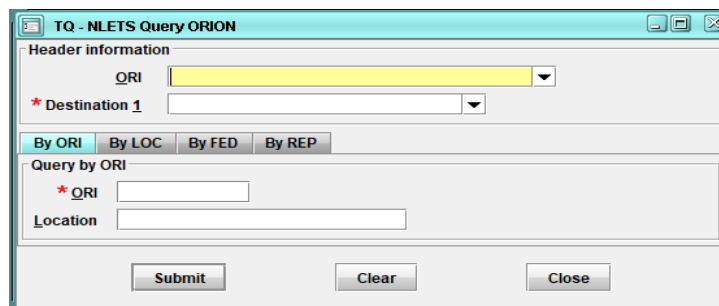 TQ - NLETS Query ORION
Header information
ORI
* Destination 1
By ORI By LOC By FED By REP
Query by ORI
* ORI
Location
Submit Clear Close